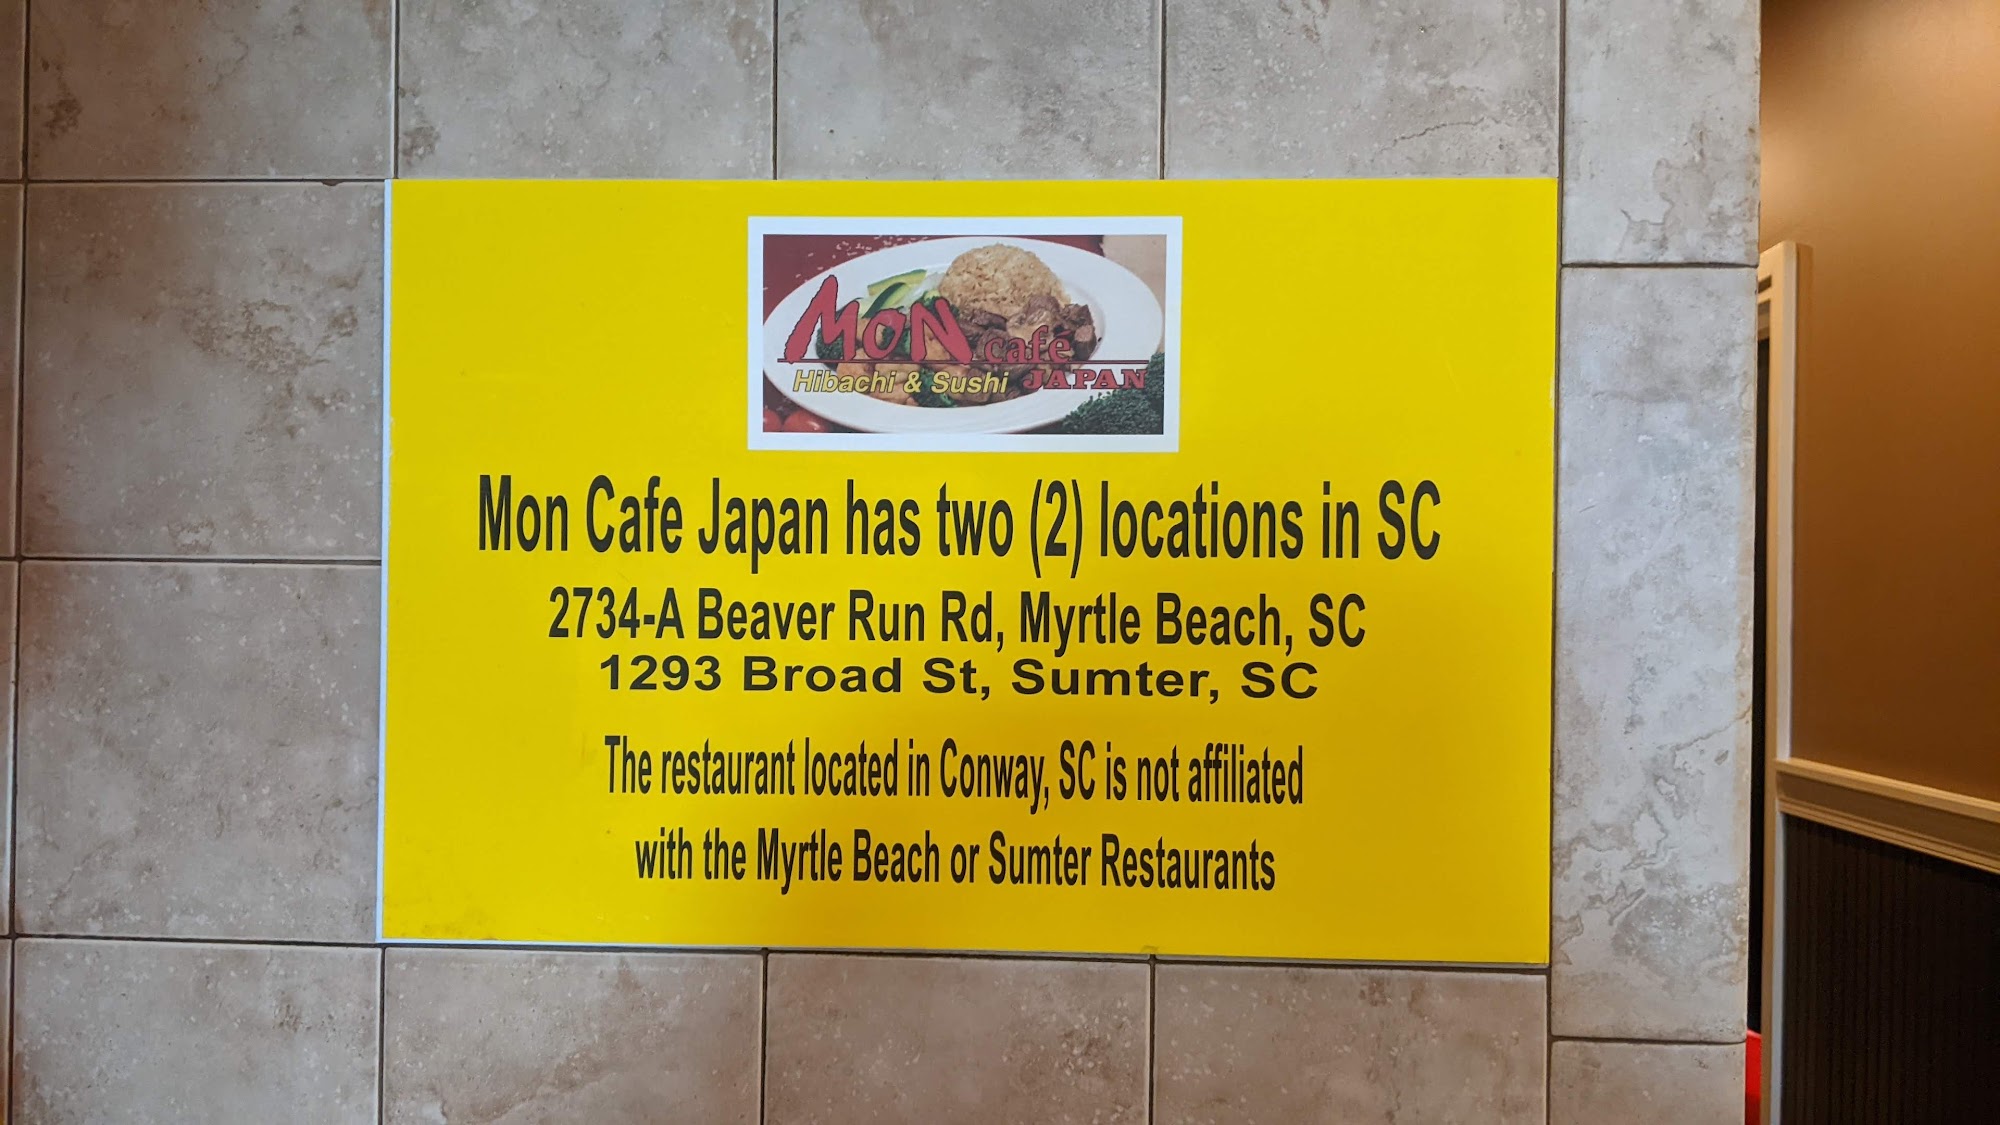 Mon café
Hibachi & Sushi JAPAN
Mon Cafe Japan has two (2) locations in SC
2734-A Beaver Run Rd, Myrtle Beach, SC
1293 Broad St, Sumter, SC
The restaurant located in Conway, SC is not affiliated
with the Myrtle Beach or Sumter Restaurants